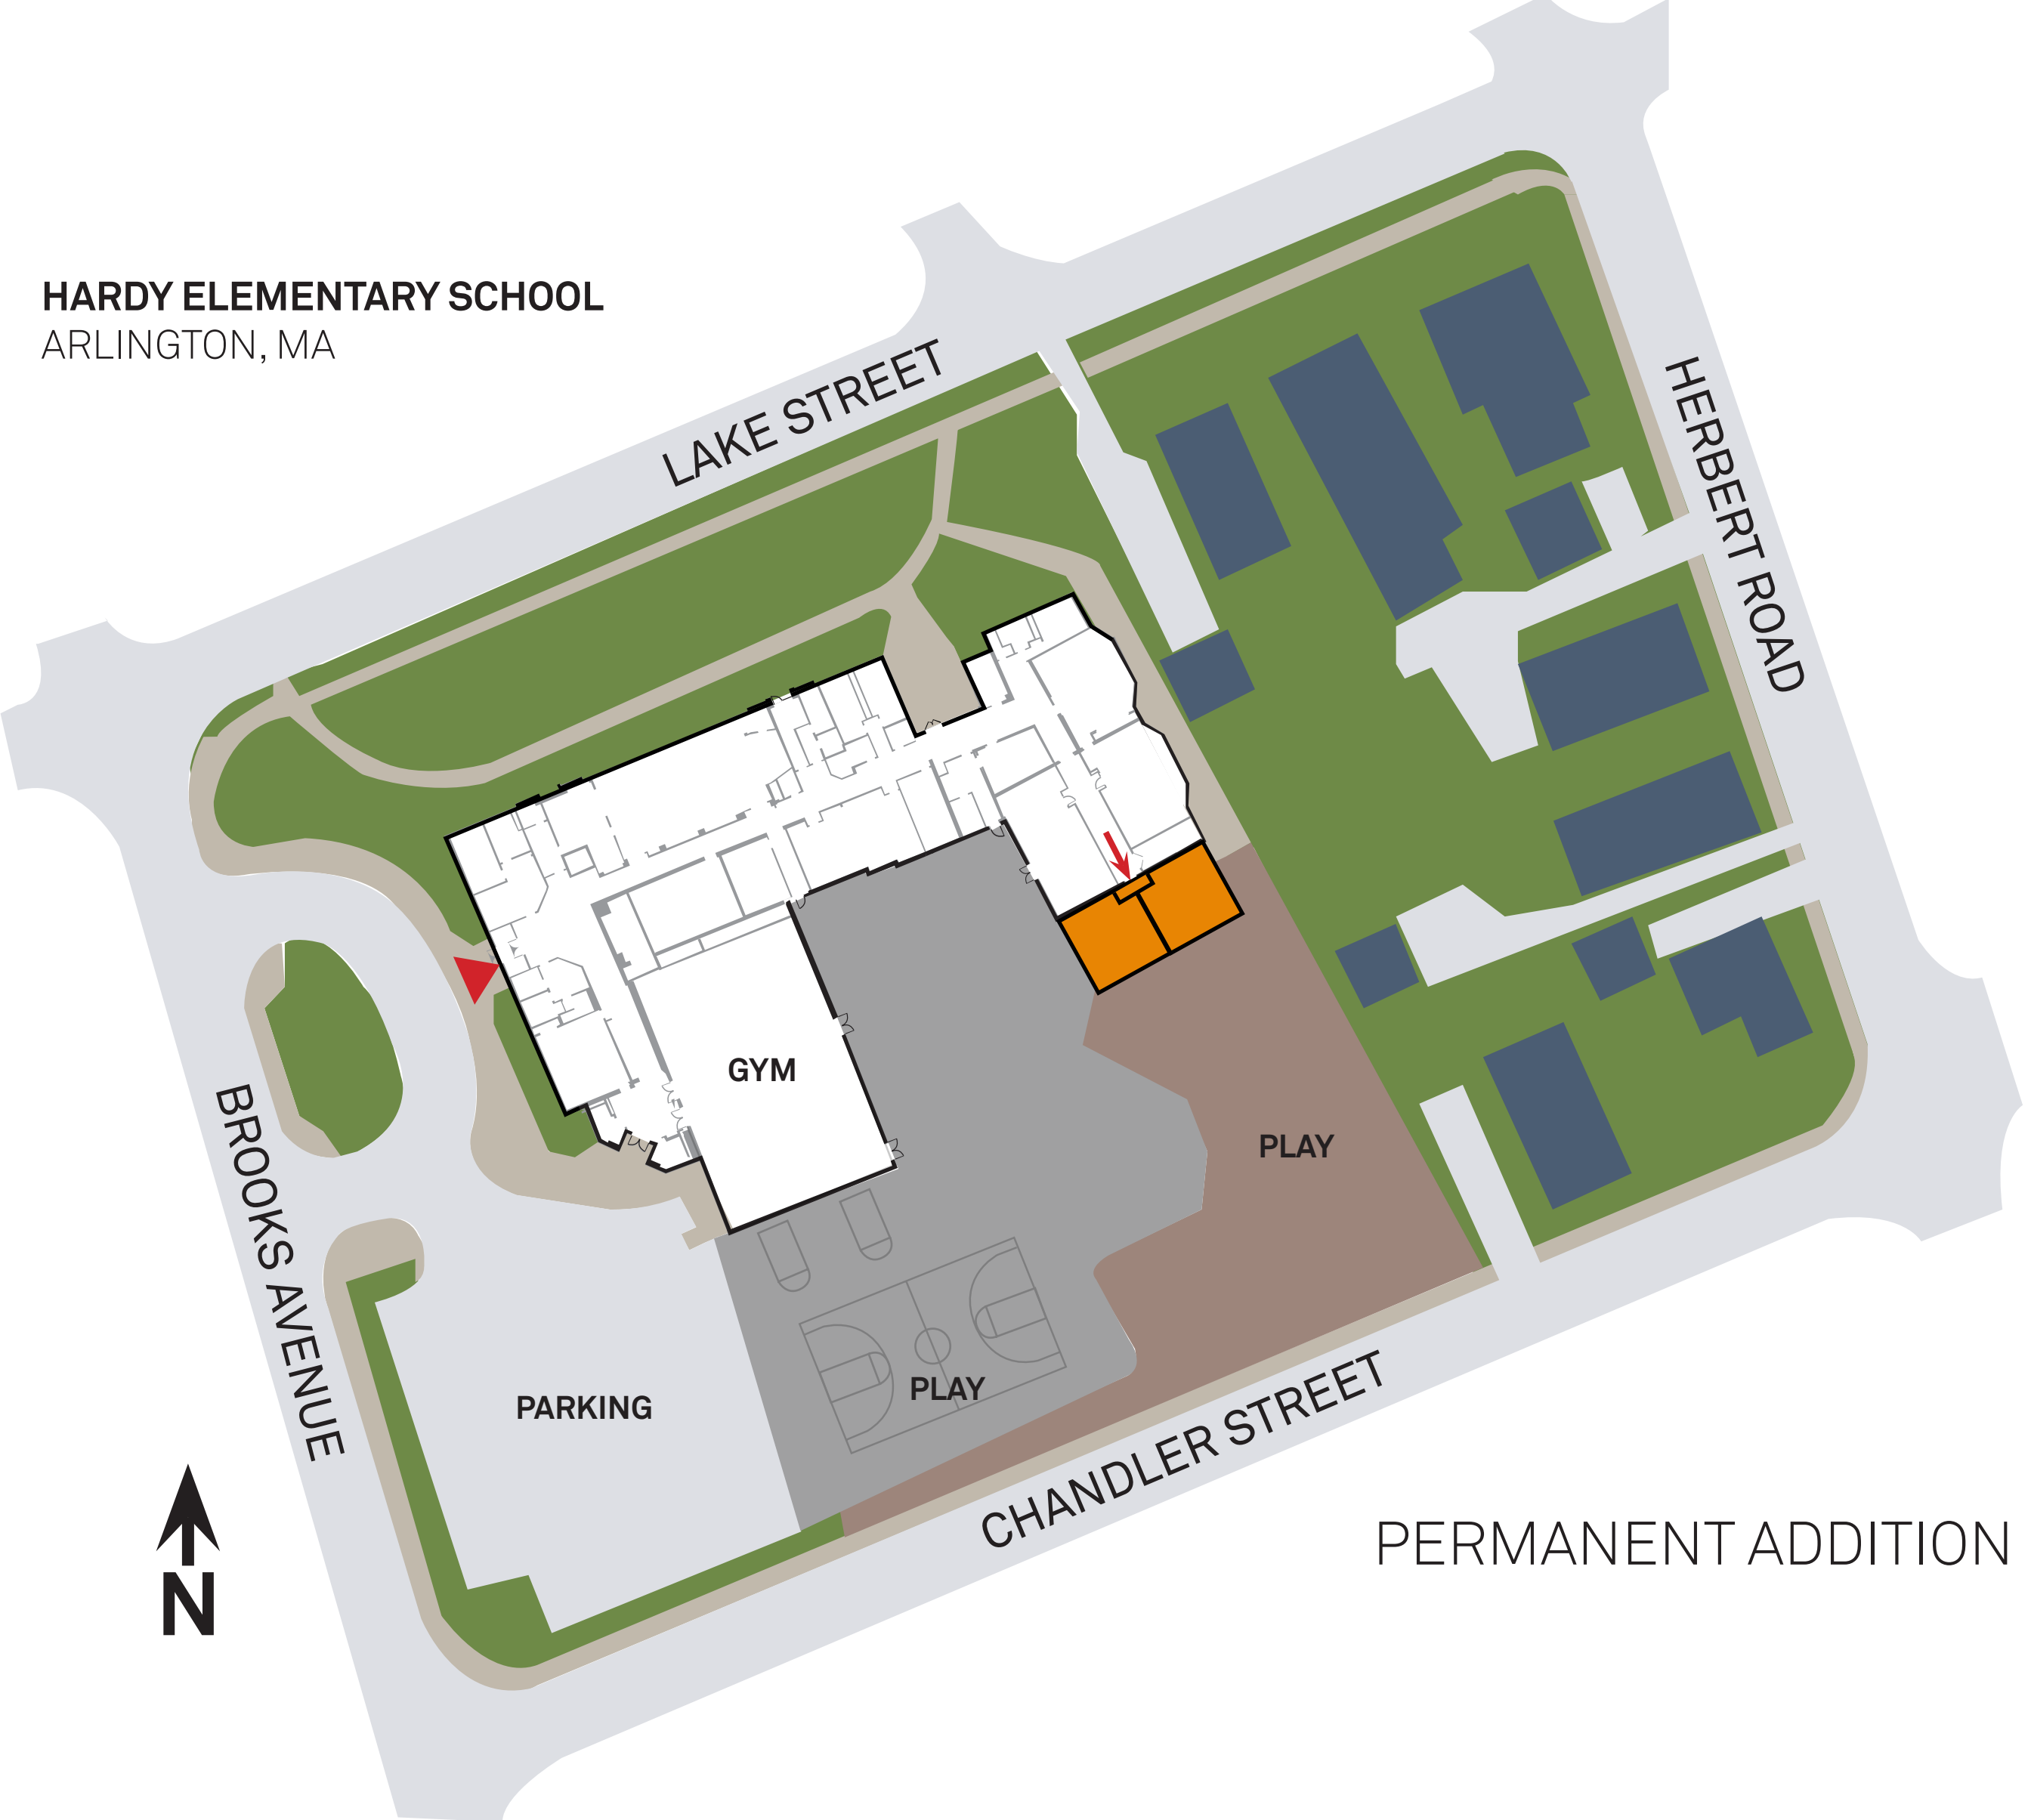 HARDY ELEMENTARY SCHOOL
ARLINGTON, MA
LAKE STREET
HERBERT ROAD
GYM
BROOKS AVENUE
PLAY
PARKING
PLAY
CHANDLER STREET
PERMANENT ADDITION
N